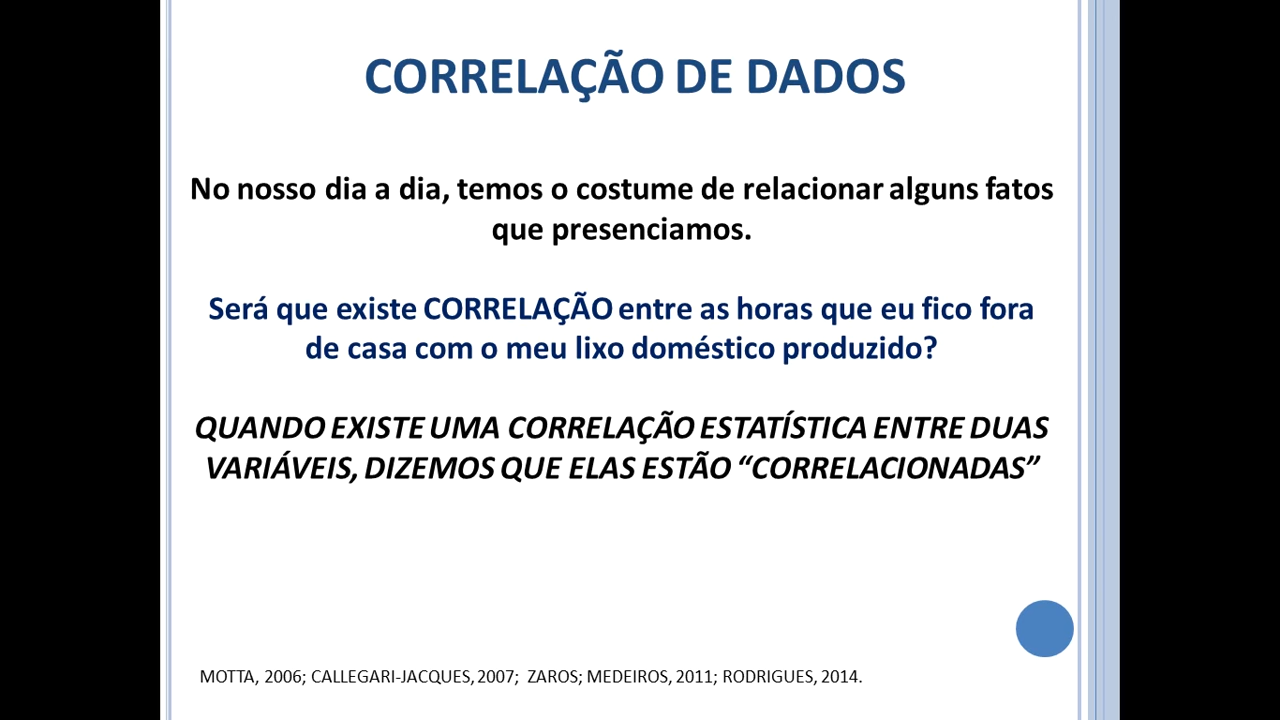 CORRELAÇÃO DE DADOS
No nosso dia a dia, temos o costume de relacionar alguns fatos
que presenciamos.
Será que existe CORRELAÇÃO entre as horas que eu fico fora
de casa com o meu lixo doméstico produzido?
QUANDO EXISTE UMA CORRELAÇÃO ESTATÍSTICA ENTRE DUAS
VARIÁVEIS, DIZEMOS QUE ELAS ESTÃO “CORRELACIONADAS”
MOTTA, 2006; CALLEGARI-JACQUES, 2007; ZAROS; MEDEIROS, 2011; RODRIGUES, 2014.